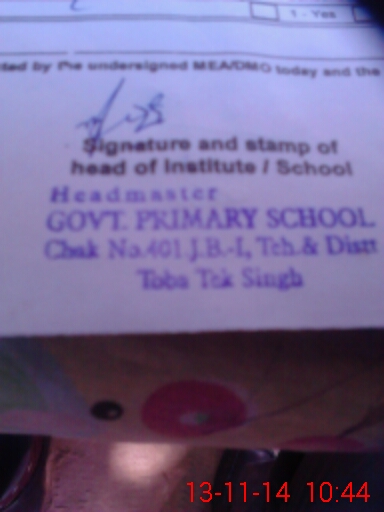 1 - Yes
ted by the undersigned MEA/DMO today and the
Signature and stamp of
head of Institute / School
Headmaster
GOVT. PRIMARY SCHOOL
Chak No.401 J.B.-I, Teh.& Distt
Toba Tek Singh
13-11-14 10:44